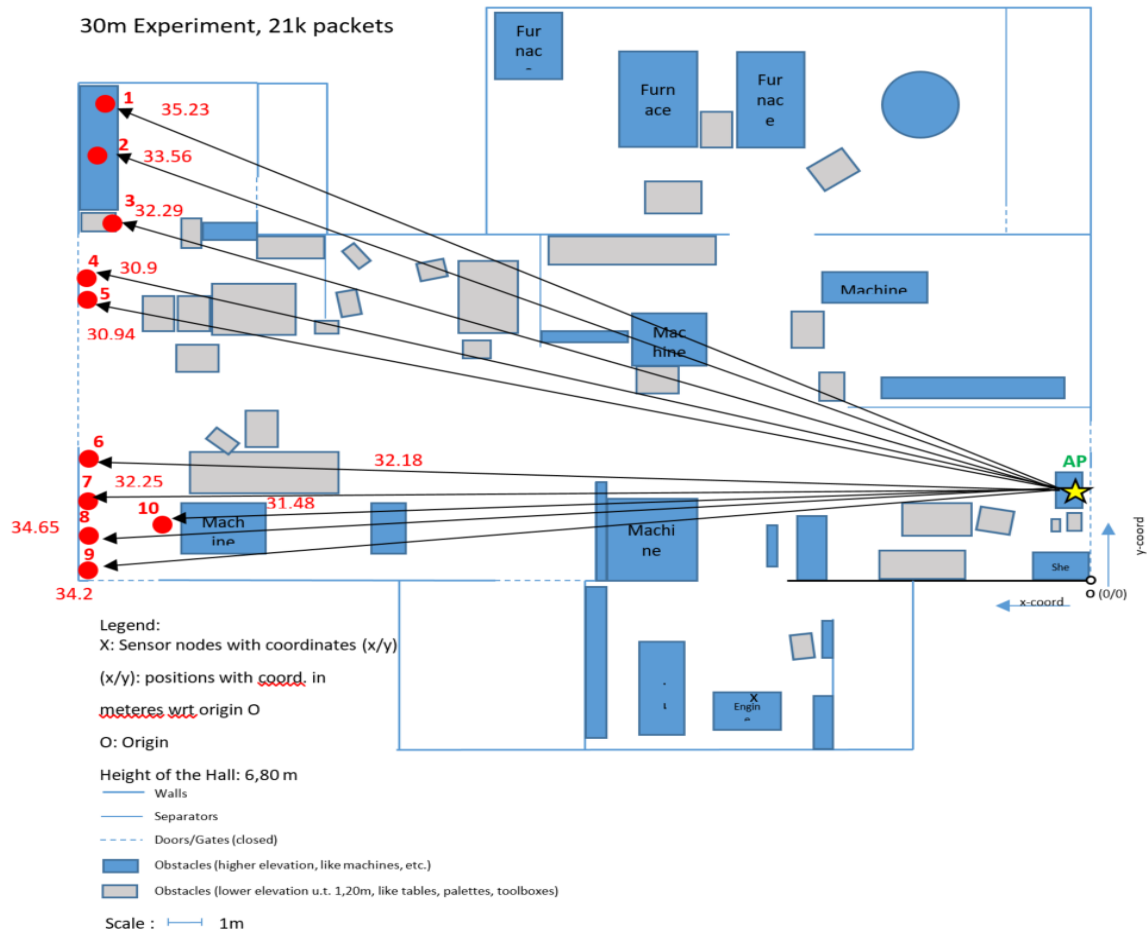 30m Experiment, 21k packets
Fur
nac
-
Furn
ace
Fur
nac
e
1
35.23
2
33.56
3
32.29
4
30.9
5
30.94
Machine
Mac
hine
6
32.18
AP
7
32.25
10
31.48
8
34.65
Mach
ine
Machi
ne
9
34.2
She
y-coord
x-coord
O (0/0)
Legend:
X: Sensor nodes with coordinates (x/y)
(x/y): positions with coord. in
meteres wrt origin O
O: Origin
Height of the Hall: 6,80 m
Walls
Separators
Doors/Gates (closed)
Obstacles (higher elevation, like machines, etc.)
Obstacles (lower elevation u.t. 1,20m, like tables, palettes, toolboxes)
Scale : 1m
x
Engin
e